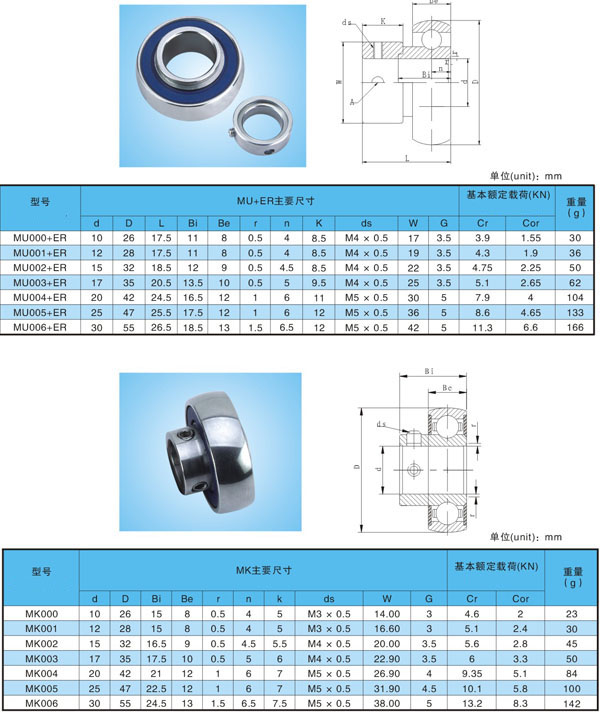 Be
K
ds
r
n
Bi
W
d
D
A
L
单位(unit): mm
型号 MU+ER主要尺寸 基本额定载荷(KN) 重量(g)
d D L Bi Be r n K ds W G Cr Cor
MU000+ER 10 26 17.5 11 8 0.5 4 8.5 M4 × 0.5 17 3.5 3.9 1.55 30
MU001+ER 12 28 17.5 11 8 0.5 4 8.5 M4 × 0.5 19 3.5 4.3 1.9 36
MU002+ER 15 32 18.5 12 9 0.5 4.5 8.5 M4 × 0.5 22 3.5 4.75 2.25 50
MU003+ER 17 35 20.5 13.5 10 0.5 5 9.5 M4 × 0.5 25 3.5 5.1 2.65 62
MU004+ER 20 42 24.5 16.5 12 1 6 11 M5 × 0.5 30 5 7.9 4 104
MU005+ER 25 47 25.5 17.5 12 1 6 12 M5 × 0.5 36 5 8.6 4.65 133
MU006+ER 30 55 26.5 18.5 13 1.5 6.5 12 M5 × 0.5 42 5 11.3 6.6 166
Bi
Be
ds
r
D
d
r
单位(unit): mm
型号 MK主要尺寸 基本额定载荷(KN) 重量(g)
d D Bi Be r n k ds W G Cr Cor
MK000 10 26 15 8 0.5 4 5 M3 × 0.5 14.00 3 4.6 2 23
MK001 12 28 15 8 0.5 4 5 M3 × 0.5 16.60 3 5.1 2.4 30
MK002 15 32 16.5 9 0.5 4.5 5.5 M4 × 0.5 20.00 3.5 5.6 2.8 45
MK003 17 35 17.5 10 0.5 5 6 M4 × 0.5 22.90 3.5 6 3.3 50
MK004 20 42 21 12 1 6 7 M5 × 0.5 26.90 4 9.35 5.1 84
MK005 25 47 22.5 12 1 6 7 M5 × 0.5 31.90 4.5 10.1 5.8 100
MK006 30 55 24.5 13 1.5 6.5 7.5 M5 × 0.5 38.00 5 13.2 8.3 142